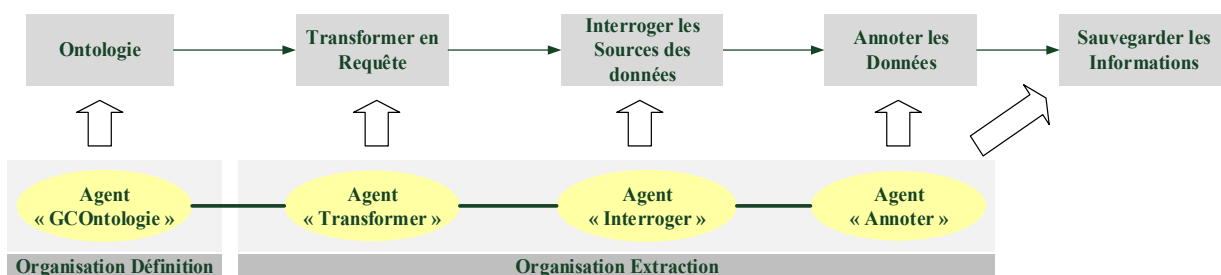 Ontologie
Transformer en
Requête
Interroger les
Sources des
données
Annoter les
Données
Sauvegarder les
Informations
Agent
« GCOntologie »
Agent
« Transformer »
Agent
« Interroger »
Agent
« Annoter »
Organisation Définition
Organisation Extraction